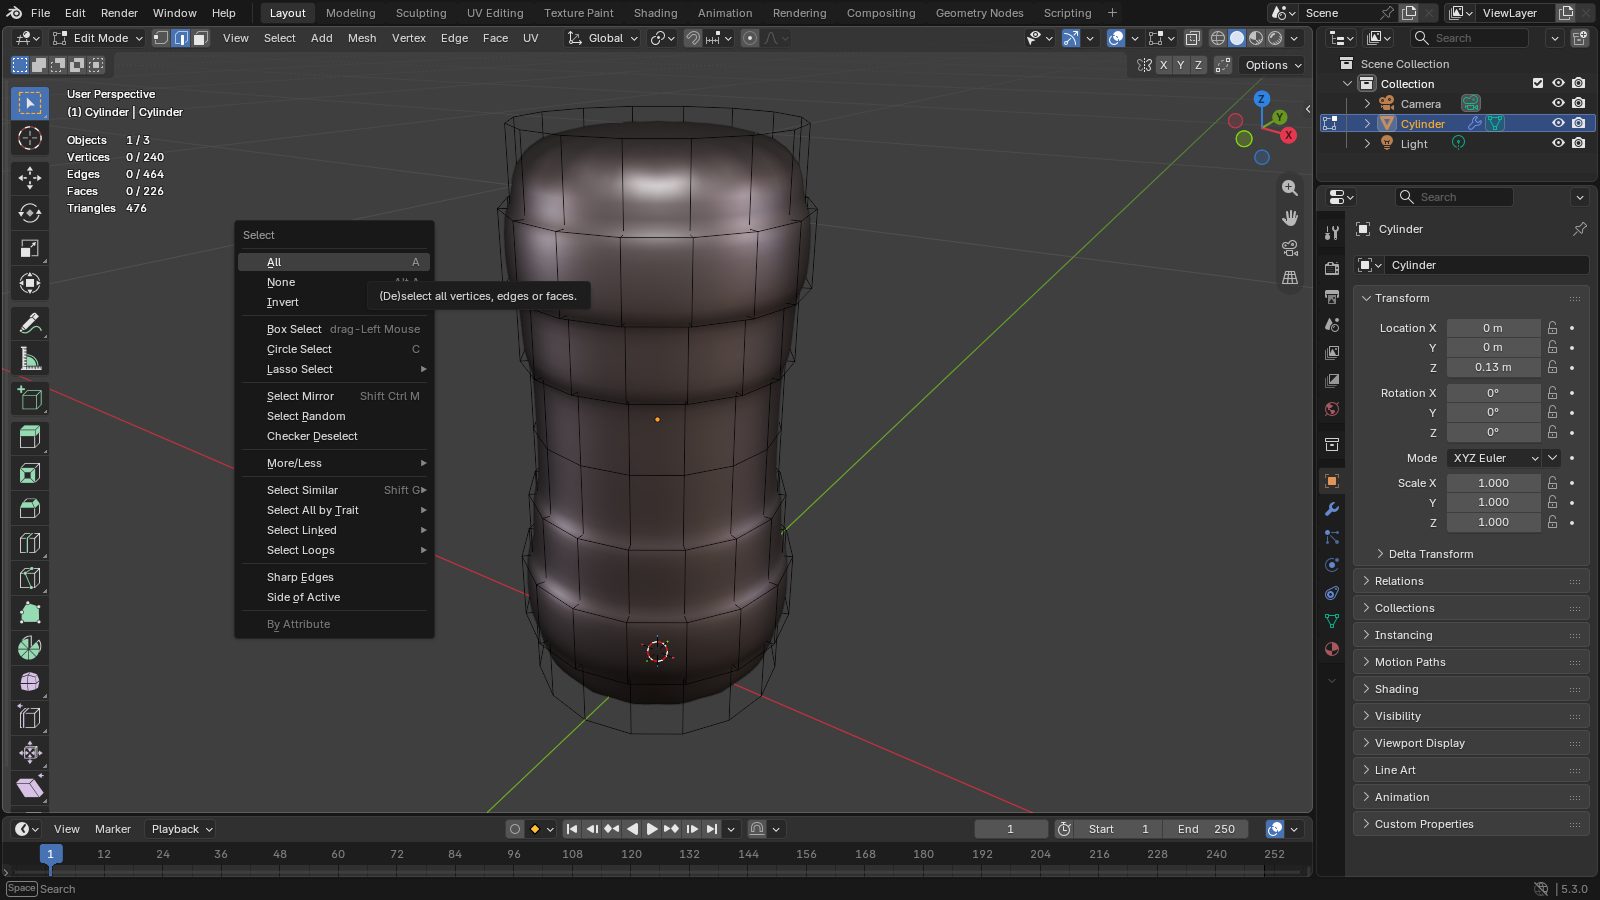 File Edit Render Window Help Layout Modeling Sculpting UV Editing Texture Paint Shading Animation Rendering Compositing Geometry Nodes Scripting + Scene ViewLayer
Edit Mode View Select Add Mesh Vertex Edge Face UV Global Search
X Y Z Options
User Perspective
(1) Cylinder | Cylinder
Objects 1 / 3
Vertices 0 / 240
Edges 0 / 464
Faces 0 / 226
Triangles 476
Z
Y
X
Select
All A
None
Invert
(De)select all vertices, edges or faces.
Box Select drag-Left Mouse
Circle Select C
Lasso Select
Select Mirror Shift Ctrl M
Select Random
Checker Deselect
More/Less
Select Similar Shift G
Select All by Trait
Select Linked
Select Loops
Sharp Edges
Side of Active
By Attribute
Scene Collection
Collection
Camera
Cylinder
Light
Search
Cylinder
Cylinder
Transform
Location X 0 m
Y 0 m
Z 0.13 m
Rotation X 0°
Y 0°
Z 0°
Mode XYZ Euler
Scale X 1.000
Y 1.000
Z 1.000
Delta Transform
Relations
Collections
Instancing
Motion Paths
Shading
Visibility
Viewport Display
Line Art
Animation
Custom Properties
View Marker Playback 1 Start 1 End 250
1 12 24 36 48 60 72 84 96 108 120 132 144 156 168 180 192 204 216 228 240 252
Space Search 5.3.0